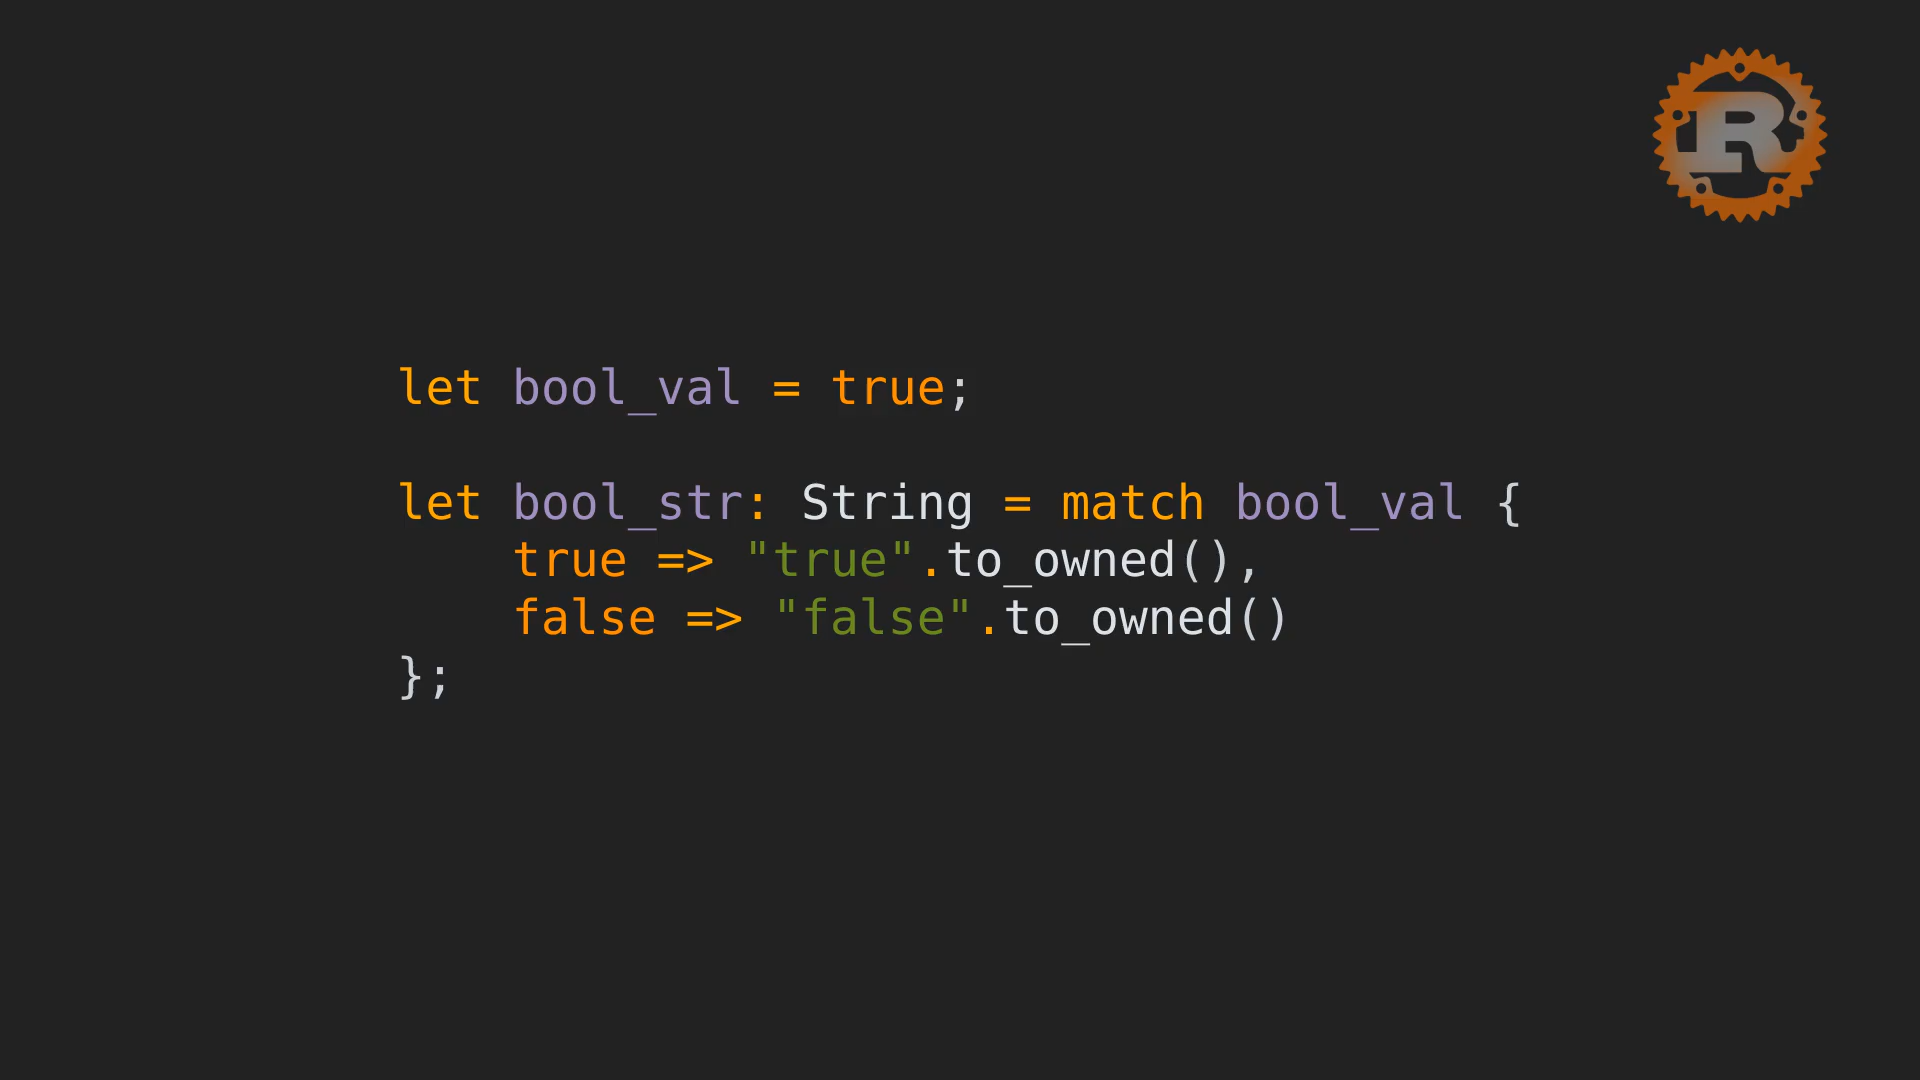 R
let bool_val = true;
let bool_str: String = match bool_val {
    true => "true".to_owned(),
    false => "false".to_owned()
};